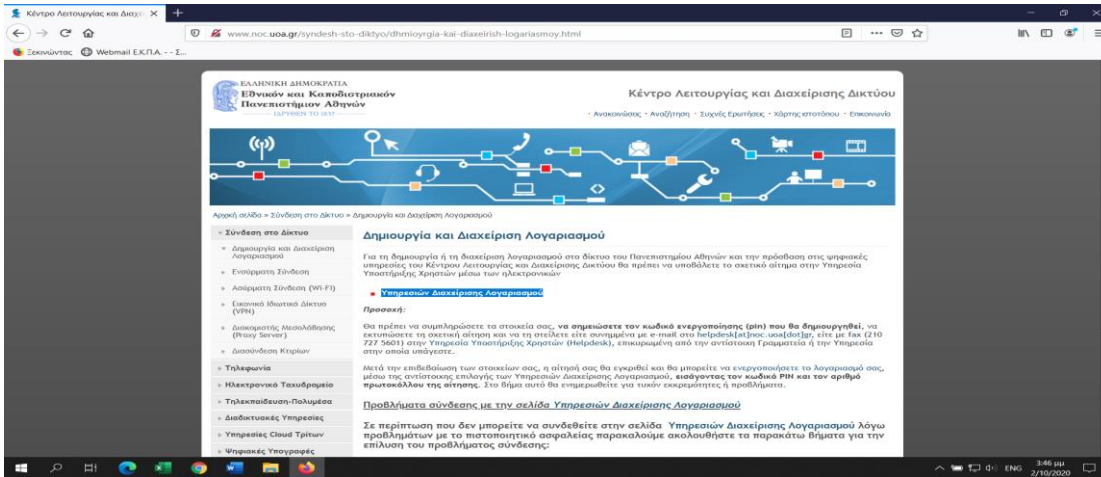 Κέντρο Λειτουργίας και Διαχεί
www.noc.uoa.gr/syndesh-sto-diktyo/dhmioyrgia-kai-diaxeirish-logariasmoy.html
Ξεκινώντας Webmail Ε.Κ.Π.Α. - - Σ...
ΕΛΛΗΝΙΚΗ ΔΗΜΟΚΡΑΤΙΑ
Εθνικόν και Καποδιστριακόν
Πανεπιστήμιον Αθηνών
ΙΔΡΥΘΕΝ ΤΟ 1837
Κέντρο Λειτουργίας και Διαχείρισης Δικτύου
Ανακοινώσεις Αναζήτηση Συχνές Ερωτήσεις Χάρτης ιστοτόπου Επικοινωνία
Αρχική σελίδα » Σύνδεση στο Δίκτυο » Δημιουργία και Διαχείριση Λογαριασμού
Σύνδεση στο Δίκτυο
Δημιουργία και Διαχείριση
Λογαριασμού
Ενσύρματη Σύνδεση
Ασύρματη Σύνδεση (Wi-Fi)
Εικονικό Ιδιωτικό Δίκτυο
(VPN)
Διακομιστής Μεσολάβησης
(Proxy Server)
Διασύνδεση Κτιρίων
Τηλεφωνία
Ηλεκτρονικό Ταχυδρομείο
Τηλεκπαίδευση-Πολυμέσα
Διαδικτυακές Υπηρεσίες
Υπηρεσίες Cloud Τρίτων
Ψηφιακές Υπογραφές
Δημιουργία και Διαχείριση Λογαριασμού
Για τη δημιουργία ή τη διαχείριση λογαριασμού στο δίκτυο του Πανεπιστημίου Αθηνών και την πρόσβαση στις ψηφιακές
υπηρεσίες του Κέντρου Λειτουργίας και Διαχείρισης Δικτύου θα πρέπει να υποβάλετε το σχετικό αίτημα στην Υπηρεσία
Υποστήριξης Χρηστών μέσω των ηλεκτρονικών
Υπηρεσιών Διαχείρισης Λογαριασμού
Προσοχή:
Θα πρέπει να συμπληρώσετε τα στοιχεία σας, να σημειώσετε τον κωδικό ενεργοποίησης (pin) που θα δημιουργηθεί, να
εκτυπώσετε τη σχετική αίτηση και να τη στείλετε είτε συνημμένα με e-mail στο helpdesk[at]noc.uoa[dot]gr, είτε με fax (210
727 5601) στην Υπηρεσία Υποστήριξης Χρηστών (Helpdesk), επικυρωμένη από την αντίστοιχη Γραμματεία ή την Υπηρεσία
στην οποία υπάγεστε.
Μετά την επιβεβαίωση των στοιχείων σας, η αίτησή σας θα εγκριθεί και θα μπορείτε να ενεργοποιήσετε το λογαριασμό σας,
μέσω της αντίστοιχης επιλογής των Υπηρεσιών Διαχείρισης Λογαριασμού, εισάγοντας τον κωδικό PIN και τον αριθμό
πρωτοκόλλου της αίτησης. Στο βήμα αυτό θα ενημερωθείτε για τυχόν εκκρεμότητες ή προβλήματα.
Προβλήματα σύνδεσης με την σελίδα Υπηρεσιών Διαχείρισης Λογαριασμού
Σε περίπτωση που δεν μπορείτε να συνδεθείτε στην σελίδα Υπηρεσιών Διαχείρισης Λογαριασμού λόγω
προβλημάτων με το πιστοποιητικό ασφαλείας παρακαλούμε ακολουθήστε τα παρακάτω βήματα για την
επίλυση του προβλήματος σύνδεσης:
ENG
3:46 μμ
2/10/2020